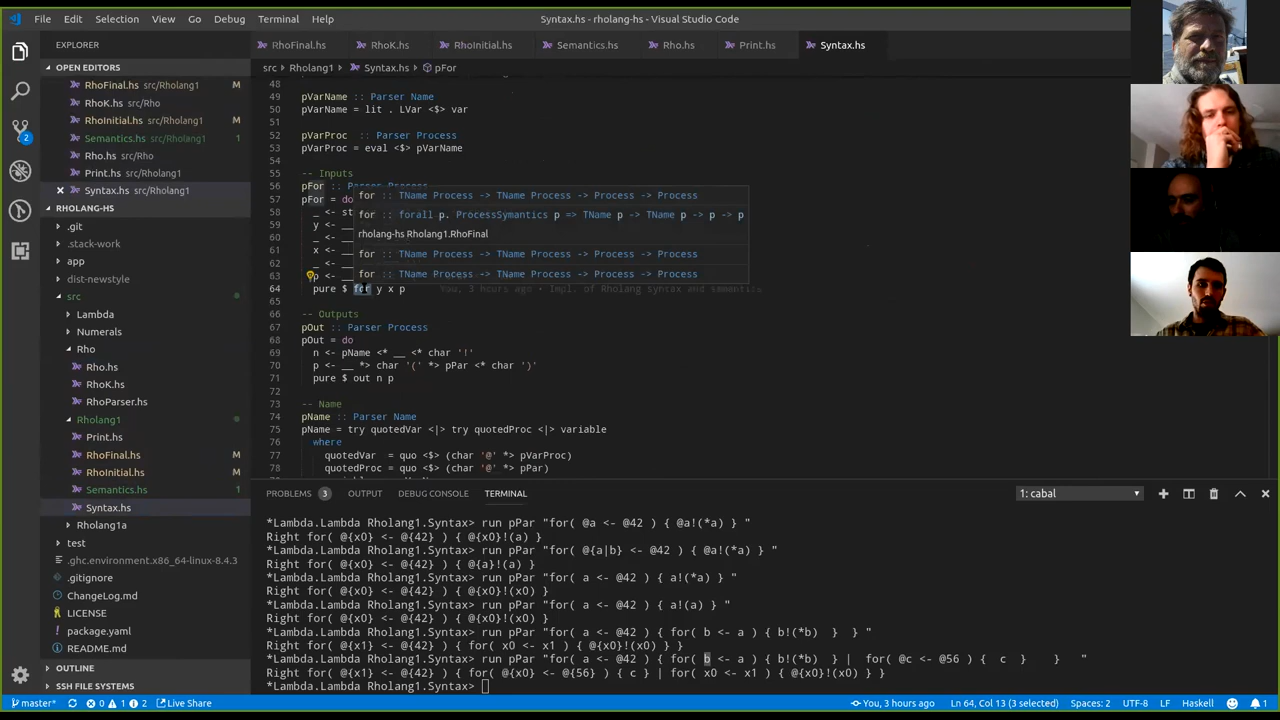 File Edit Selection View Go Debug Terminal Help
Syntax.hs - rholang-hs - Visual Studio Code
EXPLORER
RhoFinal.hs RhoK.hs RhoInitial.hs Semantics.hs Rho.hs Print.hs Syntax.hs
src > Rholang1 > Syntax.hs > pFor
OPEN EDITORS
RhoFinal.hs src/Rholang1 M
RhoK.hs src/Rho
RhoInitial.hs src/Rholang1 M
Semantics.hs src/Rholang1
Rho.hs src/Rho
Print.hs src/Rholang1
Syntax.hs src/Rholang1
2
RHOLANG-HS
.git
.stack-work
app
dist-newstyle
src
Lambda
Numerals
Rho
Rho.hs
RhoK.hs
RhoParser.hs
Rholang1
Print.hs
RhoFinal.hs M
RhoInitial.hs M
Semantics.hs 1
Syntax.hs
Rholang1a
test
.ghc.environment.x86_64-linux-8.4.3
.gitignore
ChangeLog.md
LICENSE
package.yaml
README.md
OUTLINE
SSH FILE SYSTEMS
48
49 pVarName :: Parser Name
50 pVarName = lit . LVar <$> var
51
52 pVarProc :: Parser Process
53 pVarProc = eval <$> pVarName
54
55 -- Inputs
56 pFor :: Parser Process
57 pFor = do
58 _ <- st
59 y <- __
60 _ <- __
61 x <- __
62 _ <- __
63 p <- __
64 pure $ for y x p You, 3 hours ago • Impl. of Rholang syntax and semantics
for :: TName Process -> TName Process -> Process -> Process
for :: forall p. ProcessSymantics p => TName p -> TName p -> p -> p
rholang-hs Rholang1.RhoFinal
for :: TName Process -> TName Process -> Process -> Process
for :: TName Process -> TName Process -> Process -> Process
65
66 -- Outputs
67 pOut :: Parser Process
68 pOut = do
69 n <- pName <* __ <* char '!'
70 p <- __ *> char '(' *> pPar <* char ')'
71 pure $ out n p
72
73 -- Name
74 pName :: Parser Name
75 pName = try quotedVar <|> try quotedProc <|> variable
76 where
77 quotedVar = quo <$> (char '@' *> pVarProc)
78 quotedProc = quo <$> (char '@' *> pPar)
PROBLEMS 3 OUTPUT DEBUG CONSOLE TERMINAL 1: cabal
*Lambda.Lambda Rholang1.Syntax> run pPar "for( @a <- @42 ) { @a!(*a) } "
Right for( @{x0} <- @{42} ) { @{x0}!(a) }
*Lambda.Lambda Rholang1.Syntax> run pPar "for( @{a|b} <- @42 ) { @a!(*a) } "
Right for( @{x0} <- @{42} ) { @{a}!(a) }
*Lambda.Lambda Rholang1.Syntax> run pPar "for( a <- @42 ) { a!(*a) } "
Right for( @{x0} <- @{42} ) { @{x0}!(x0) }
*Lambda.Lambda Rholang1.Syntax> run pPar "for( a <- @42 ) { a!(a) } "
Right for( @{x0} <- @{42} ) { @{x0}!(x0) }
*Lambda.Lambda Rholang1.Syntax> run pPar "for( a <- @42 ) { for( b <- a ) { b!(*b) } } "
Right for( @{x1} <- @{42} ) { for( x0 <- x1 ) { @{x0}!(x0) } }
*Lambda.Lambda Rholang1.Syntax> run pPar "for( a <- @42 ) { for( b <- a ) { b!(*b) } | for( @c <- @56 ) { c } } "
Right for( @{x1} <- @{42} ) { for( @{x0} <- @{56} ) { c } | for( x0 <- x1 ) { @{x0}!(x0) } }
*Lambda.Lambda Rholang1.Syntax>
master* 0 1 2 Live Share You, 3 hours ago Ln 64, Col 13 (3 selected) Spaces: 2 UTF-8 LF Haskell 1